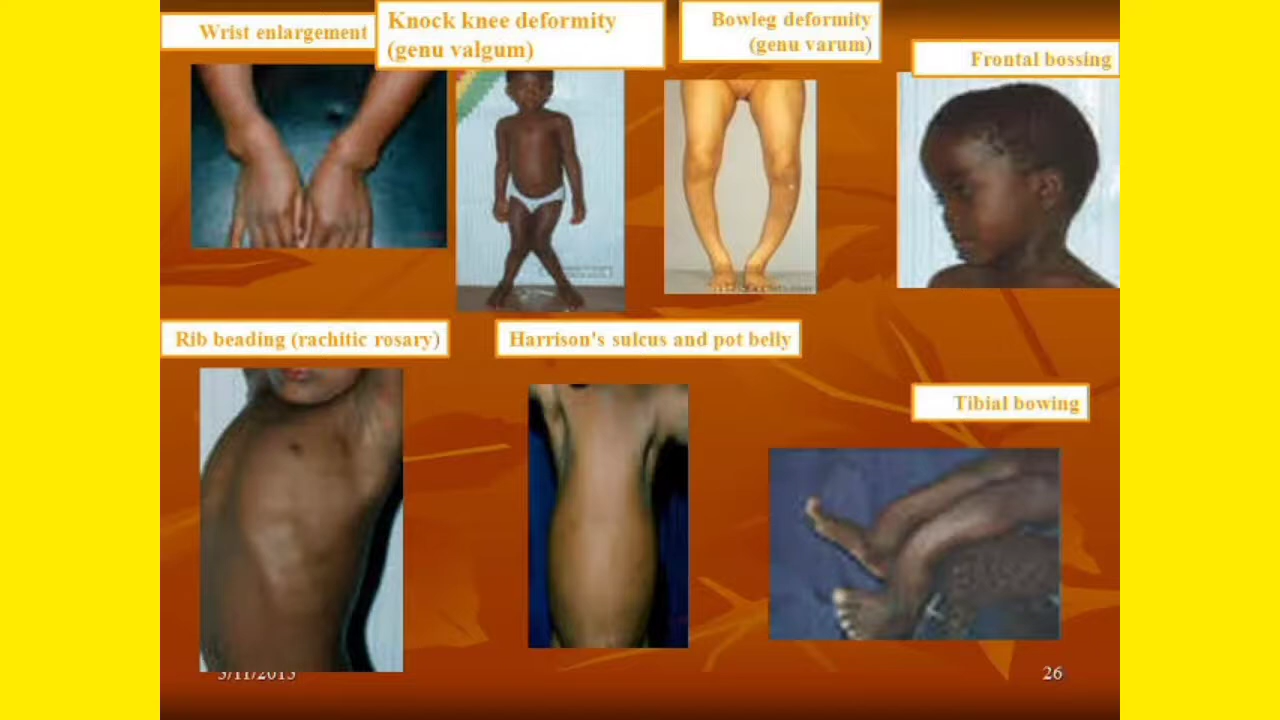 Wrist enlargement
Knock knee deformity
(genu valgum)
Bowleg deformity
(genu varum)
Frontal bossing
Rib beading (rachitic rosary)
Harrison's sulcus and pot belly
Tibial bowing
26